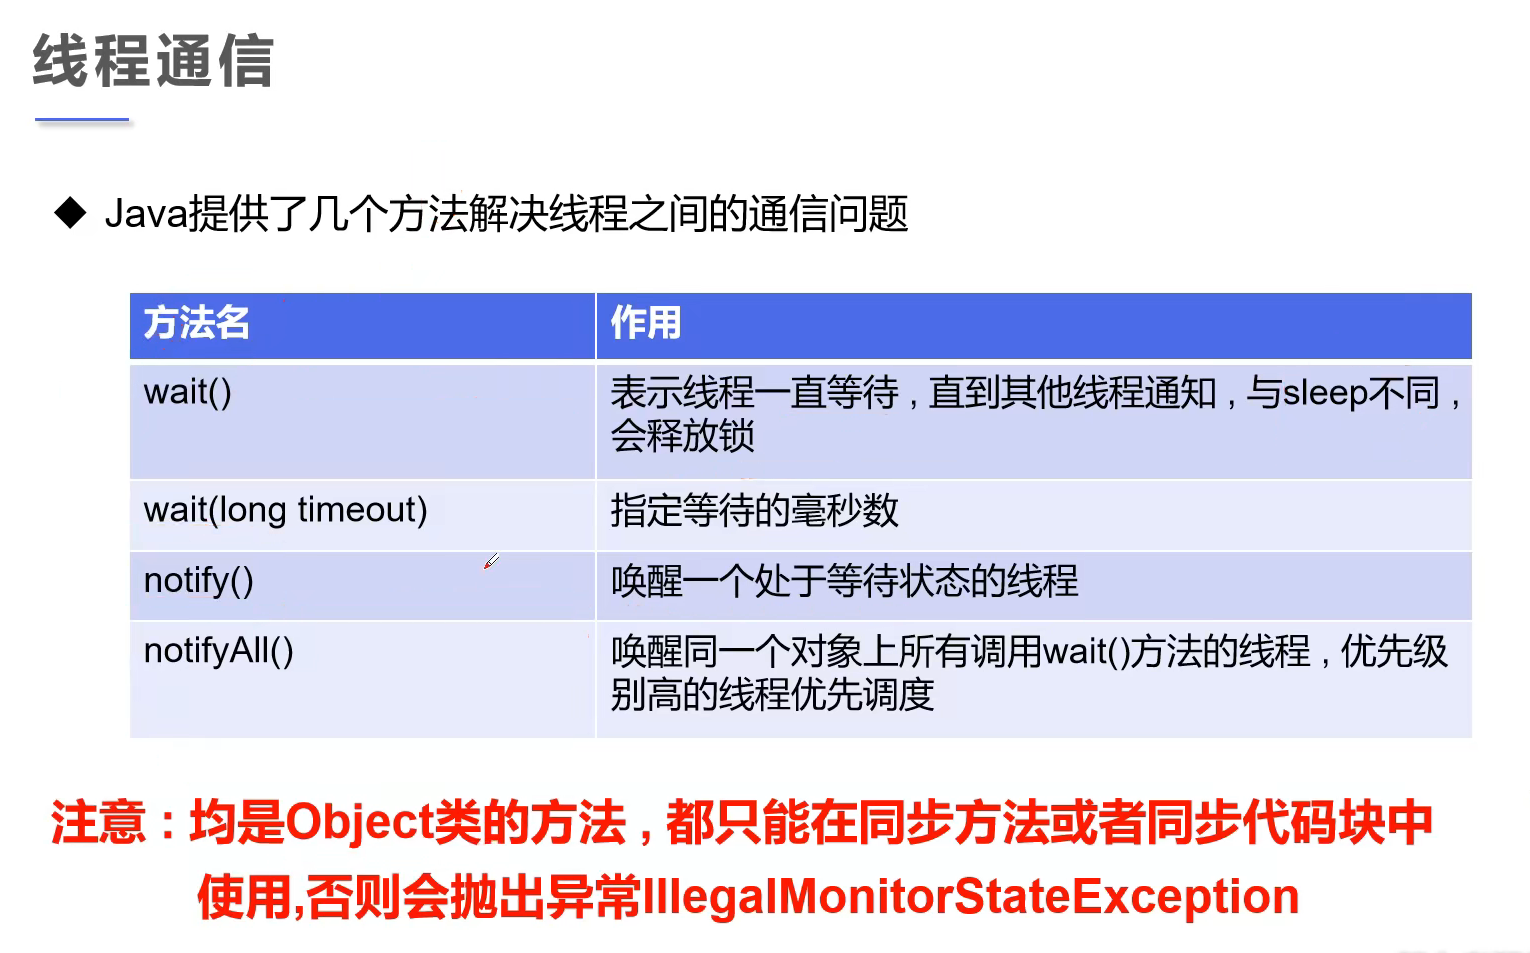 线程通信
◆ Java提供了几个方法解决线程之间的通信问题
方法名 作用
wait() 表示线程一直等待，直到其他线程通知，与sleep不同，
会释放锁
wait(long timeout) 指定等待的毫秒数
notify() 唤醒一个处于等待状态的线程
notifyAll() 唤醒同一个对象上所有调用wait()方法的线程，优先级
别高的线程优先调度
注意：均是Object类的方法，都只能在同步方法或者同步代码块中
使用,否则会抛出异常IllegalMonitorStateException